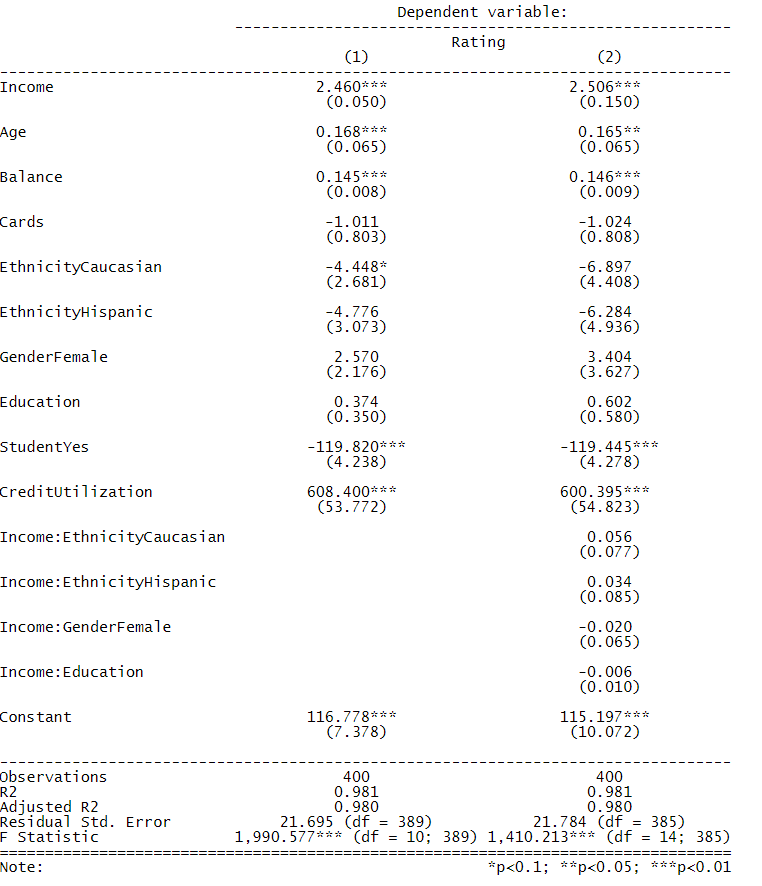 Dependent variable:
---------------------------------------------------
Rating
(1) (2)
---------------------------------------------------------------------------
Income 2.460*** 2.506***
(0.050) (0.150)
Age 0.168*** 0.165**
(0.065) (0.065)
Balance 0.145*** 0.146***
(0.008) (0.009)
Cards -1.011 -1.024
(0.803) (0.808)
EthnicityCaucasian -4.448* -6.897
(2.681) (4.408)
EthnicityHispanic -4.776 -6.284
(3.073) (4.936)
GenderFemale 2.570 3.404
(2.176) (3.627)
Education 0.374 0.602
(0.350) (0.580)
StudentYes -119.820*** -119.445***
(4.238) (4.278)
CreditUtilization 608.400*** 600.395***
(53.772) (54.823)
Income:EthnicityCaucasian 0.056
(0.077)
Income:EthnicityHispanic 0.034
(0.085)
Income:GenderFemale -0.020
(0.065)
Income:Education -0.006
(0.010)
Constant 116.778*** 115.197***
(7.378) (10.072)
---------------------------------------------------------------------------
Observations 400 400
R2 0.981 0.981
Adjusted R2 0.980 0.980
Residual Std. Error 21.695 (df = 389) 21.784 (df = 385)
F Statistic 1,990.577*** (df = 10; 389) 1,410.213*** (df = 14; 385)
===========================================================================
Note: *p<0.1; **p<0.05; ***p<0.01